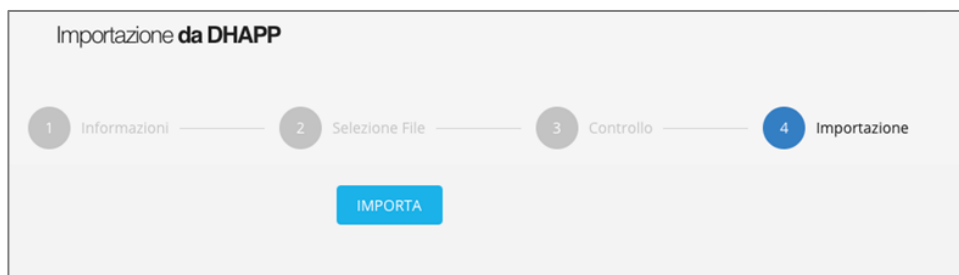 Importazione da DHAPP
1 Informazioni 2 Selezione File 3 Controllo 4 Importazione
IMPORTA